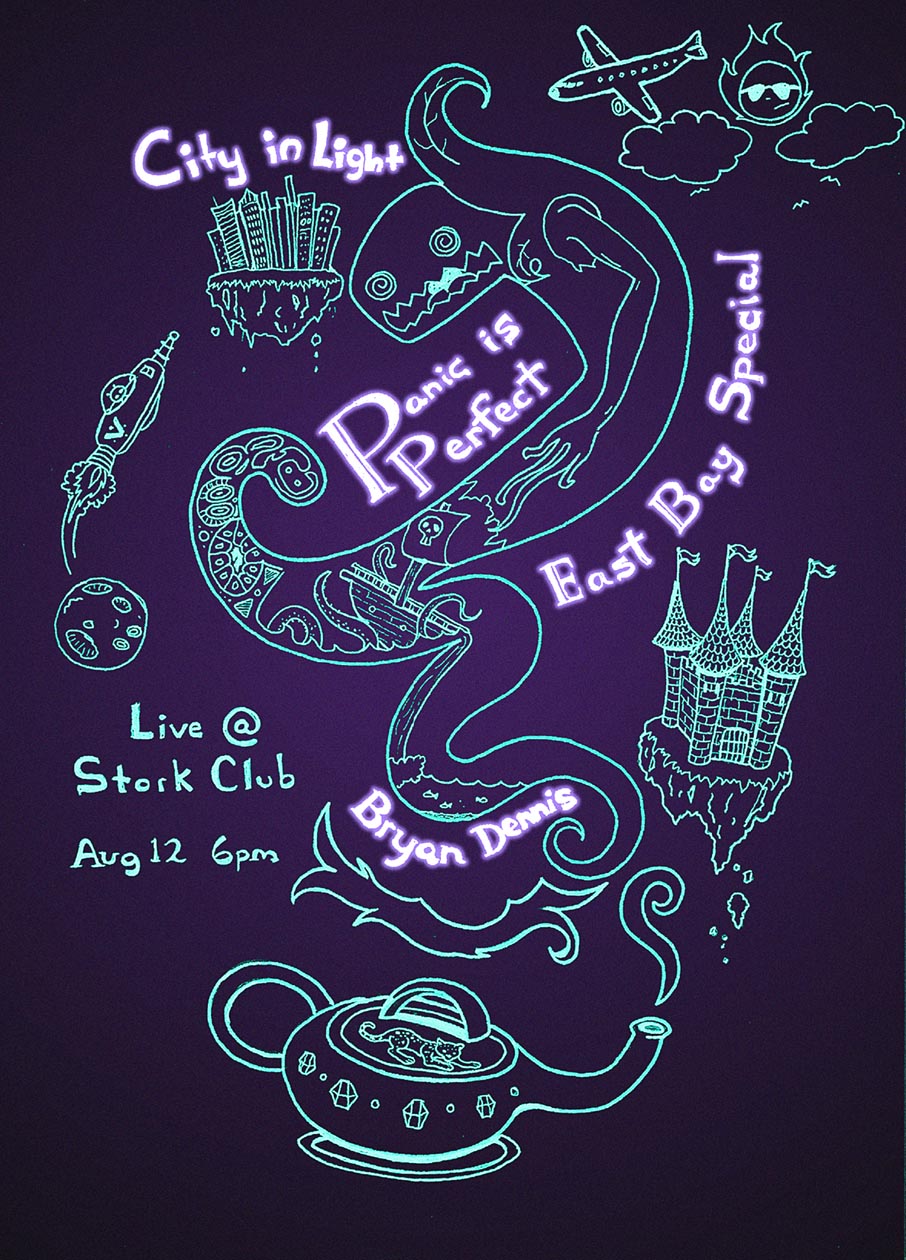 City in Light
Panic is
Perfect
East Bay Special
Live @
Stork Club
Aug 12 6pm
Bryan Dennis